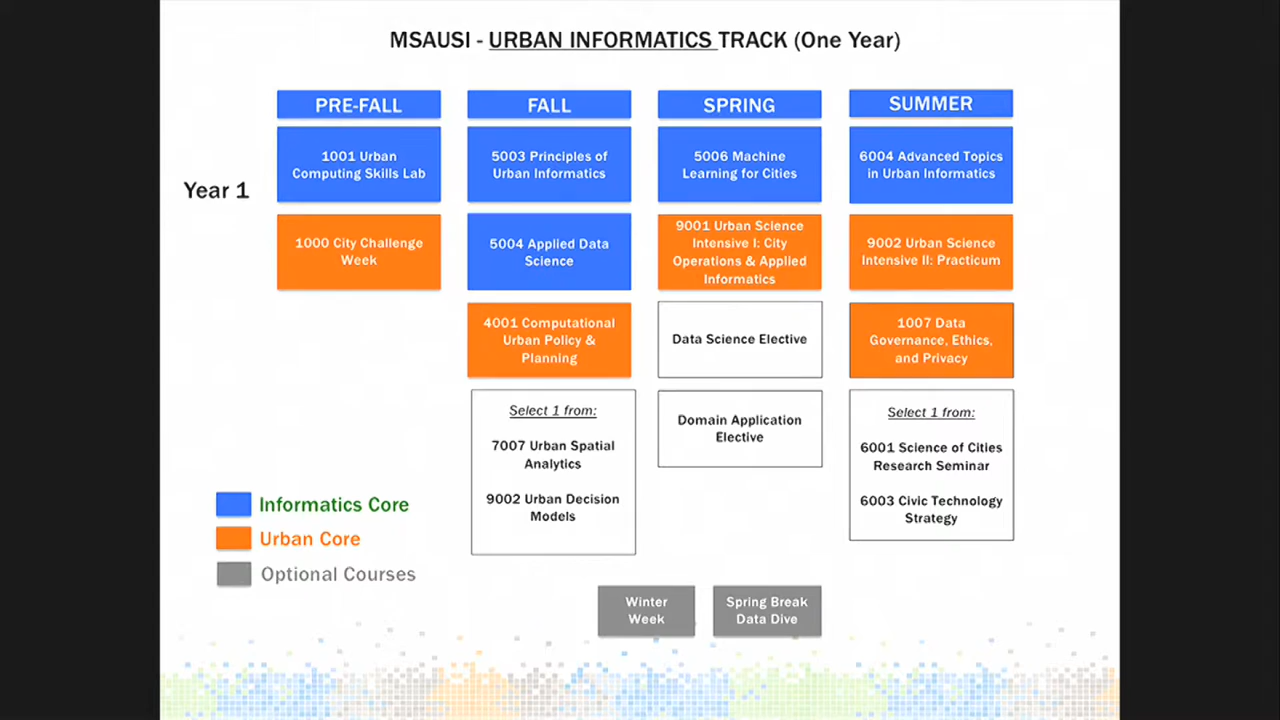 MSAUSI - URBAN INFORMATICS TRACK (One Year)
PRE-FALL
FALL
SPRING
SUMMER
Year 1
1001 Urban
Computing Skills Lab
5003 Principles of
Urban Informatics
5006 Machine
Learning for Cities
6004 Advanced Topics
in Urban Informatics
1000 City Challenge
Week
5004 Applied Data
Science
9001 Urban Science
Intensive I: City
Operations & Applied
Informatics
9002 Urban Science
Intensive II: Practicum
4001 Computational
Urban Policy &
Planning
Data Science Elective
1007 Data
Governance, Ethics,
and Privacy
Select 1 from:
7007 Urban Spatial
Analytics
9002 Urban Decision
Models
Domain Application
Elective
Select 1 from:
6001 Science of Cities
Research Seminar
6003 Civic Technology
Strategy
Informatics Core
Urban Core
Optional Courses
Winter
Week
Spring Break
Data Dive